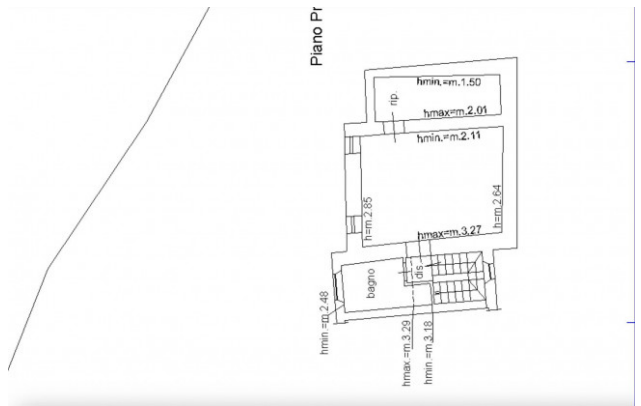 Piano Pr
hmin.=m.1.50
rip.
hmax=m.2.01
hmin.=m.2.11
h=m.2.85
h=m.2.64
hmax=m.3.27
bagno
dis
hmin.=m.2.48
hmax=m.3.29
hmin.=m.3.18